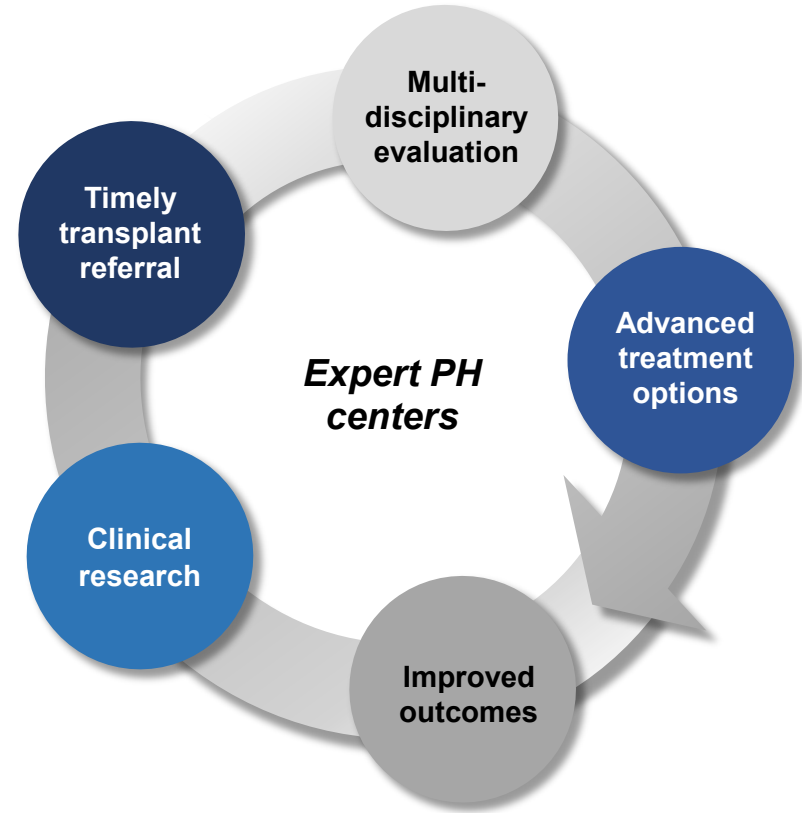 Multi-
disciplinary
evaluation
Timely
transplant
referral
Advanced
treatment
options
Expert PH
centers
Clinical
research
Improved
outcomes